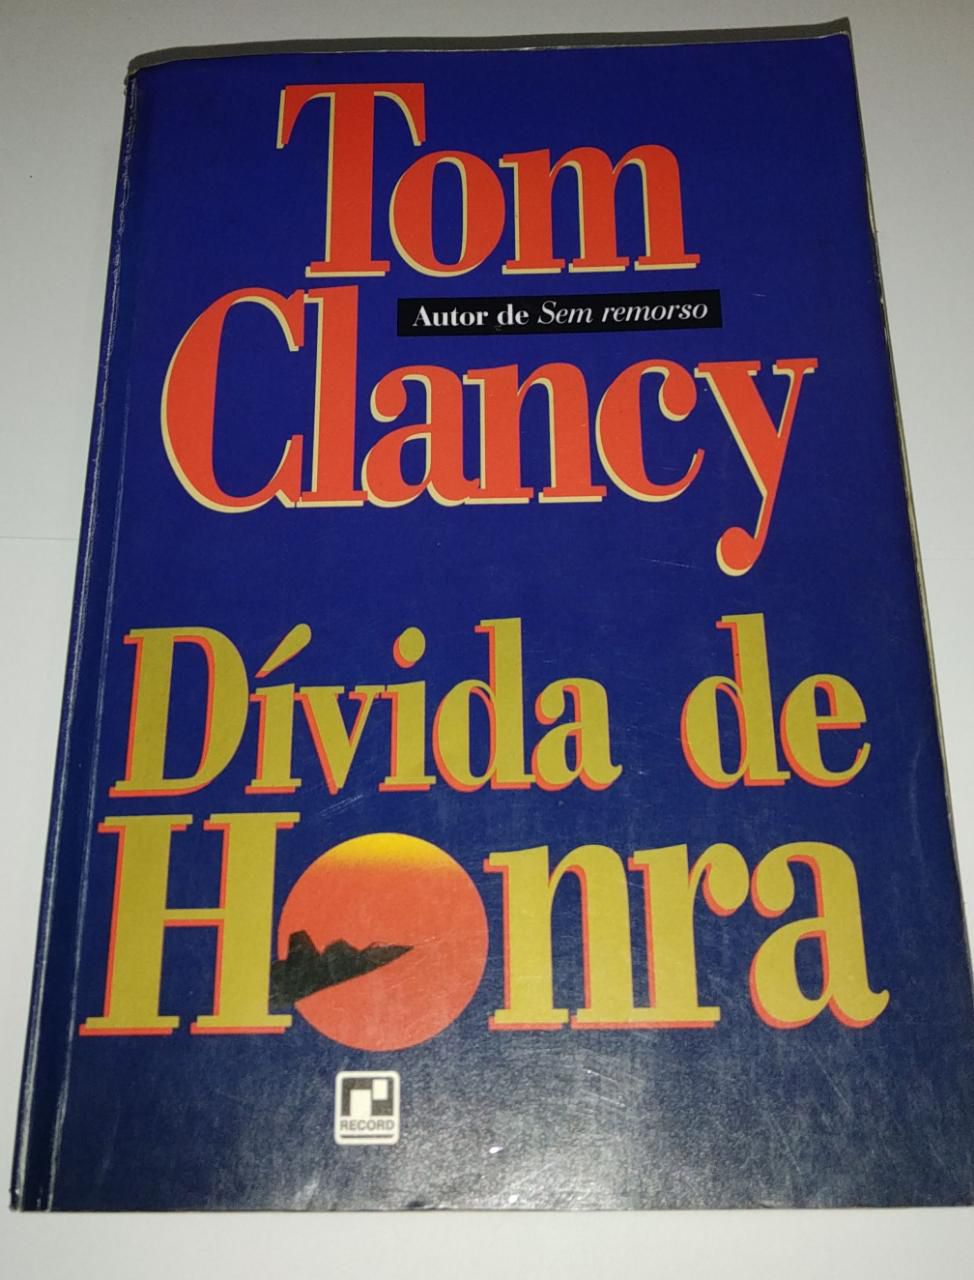 Tom
Autor de Sem remorso
Clancy
Dívida de
Honra
RECORD